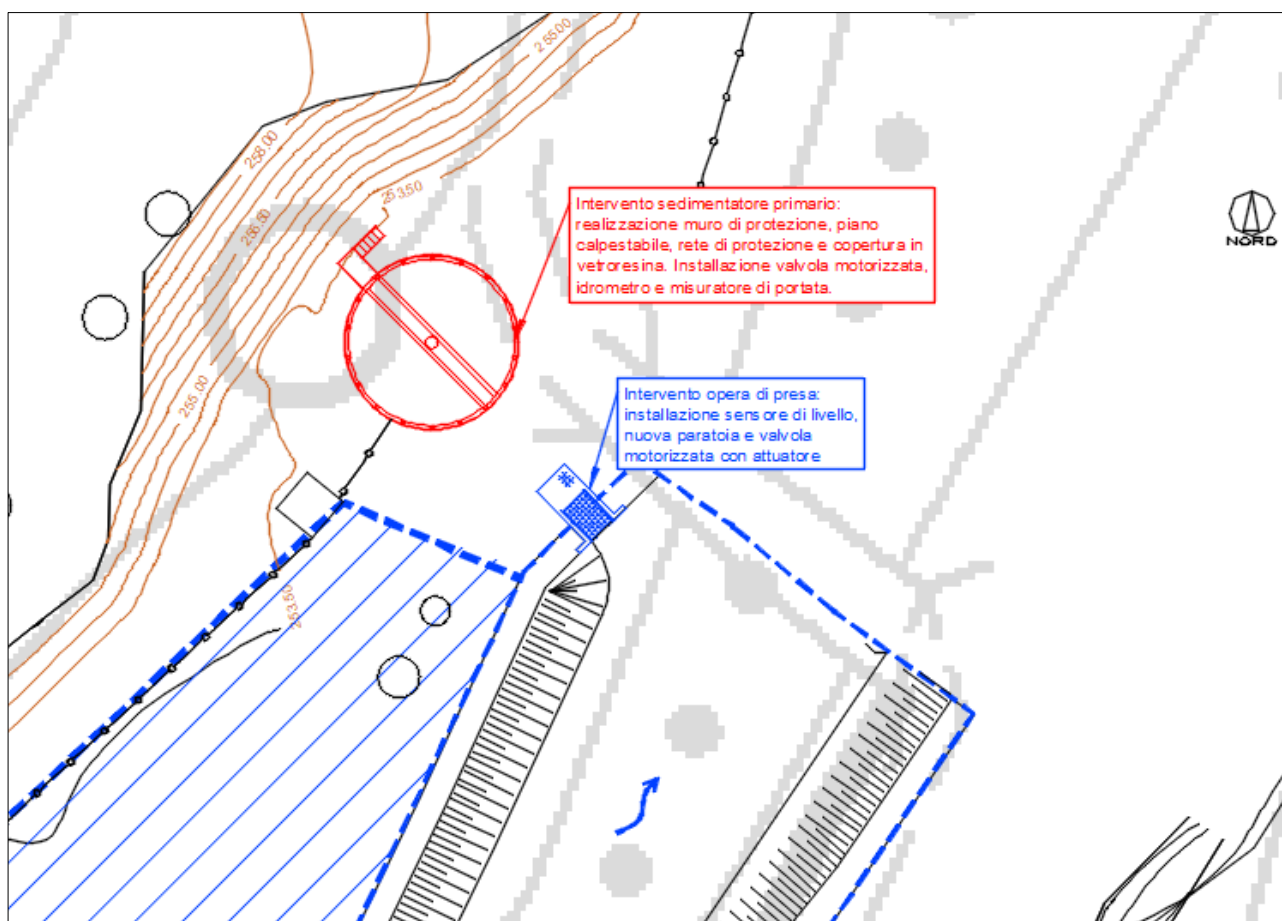 255.00
258.00
253.50
256.50
255.00
253.50
Intervento sedimentatore primario:
realizzazione muro di protezione, piano
calpestabile, rete di protezione e copertura in
vetroresina. Installazione valvola motorizzata,
idrometro e misuratore di portata.
NORD
Intervento opera di presa:
installazione sensore di livello,
nuova paratoia e valvola
motorizzata con attuatore